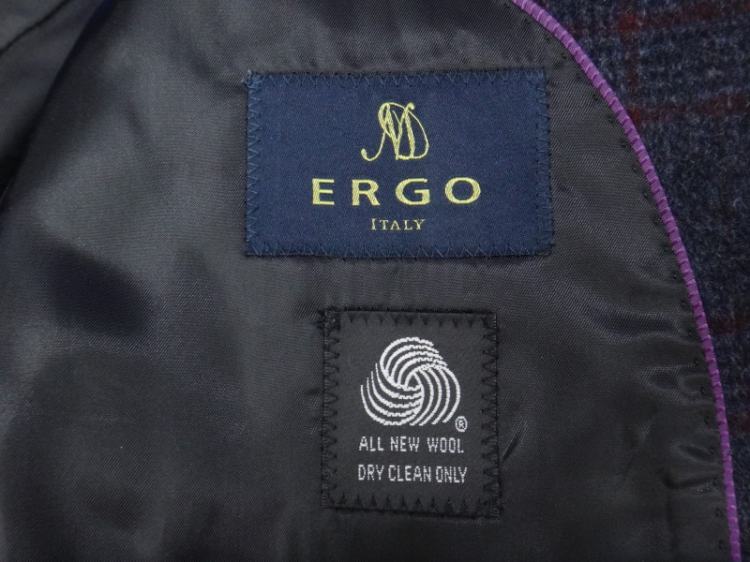 ERGO
ITALY
®
ALL NEW WOOL
DRY CLEAN ONLY